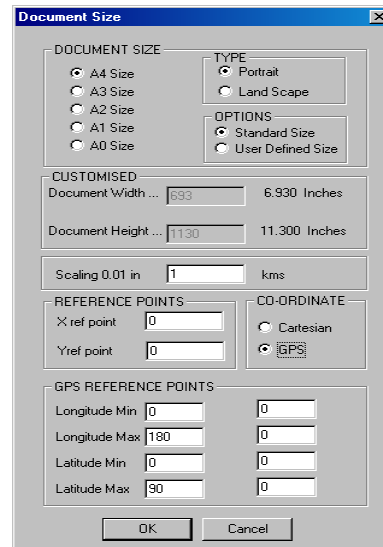 Document Size
DOCUMENT SIZE
A4 Size
A3 Size
A2 Size
A1 Size
A0 Size
TYPE
Portrait
Land Scape
OPTIONS
Standard Size
User Defined Size
CUSTOMISED
Document Width ... 693 6.930 Inches
Document Height ... 1130 11.300 Inches
Scaling 0.01 in 1 kms
REFERENCE POINTS
X ref point 0
Yref point 0
CO-ORDINATE
Cartesian
GPS
GPS REFERENCE POINTS
Longitude Min 0 0
Longitude Max 180 0
Latitude Min 0 0
Latitude Max 90 0
OK Cancel